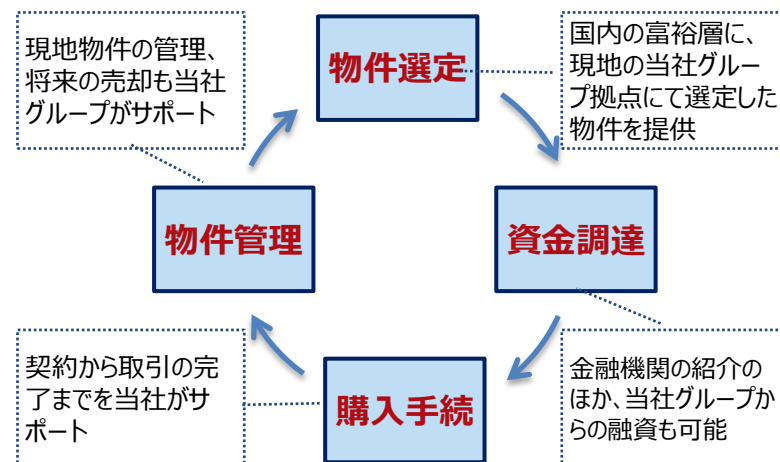 現地物件の管理、
将来の売却も当社
グループがサポート
物件選定
国内の富裕層に、
現地の当社グルー
プ拠点にて選定した
物件を提供
物件管理
資金調達
契約から取引の完
了までを当社がサ
ポート
購入手続
金融機関の紹介の
ほか、当社グループか
らの融資も可能